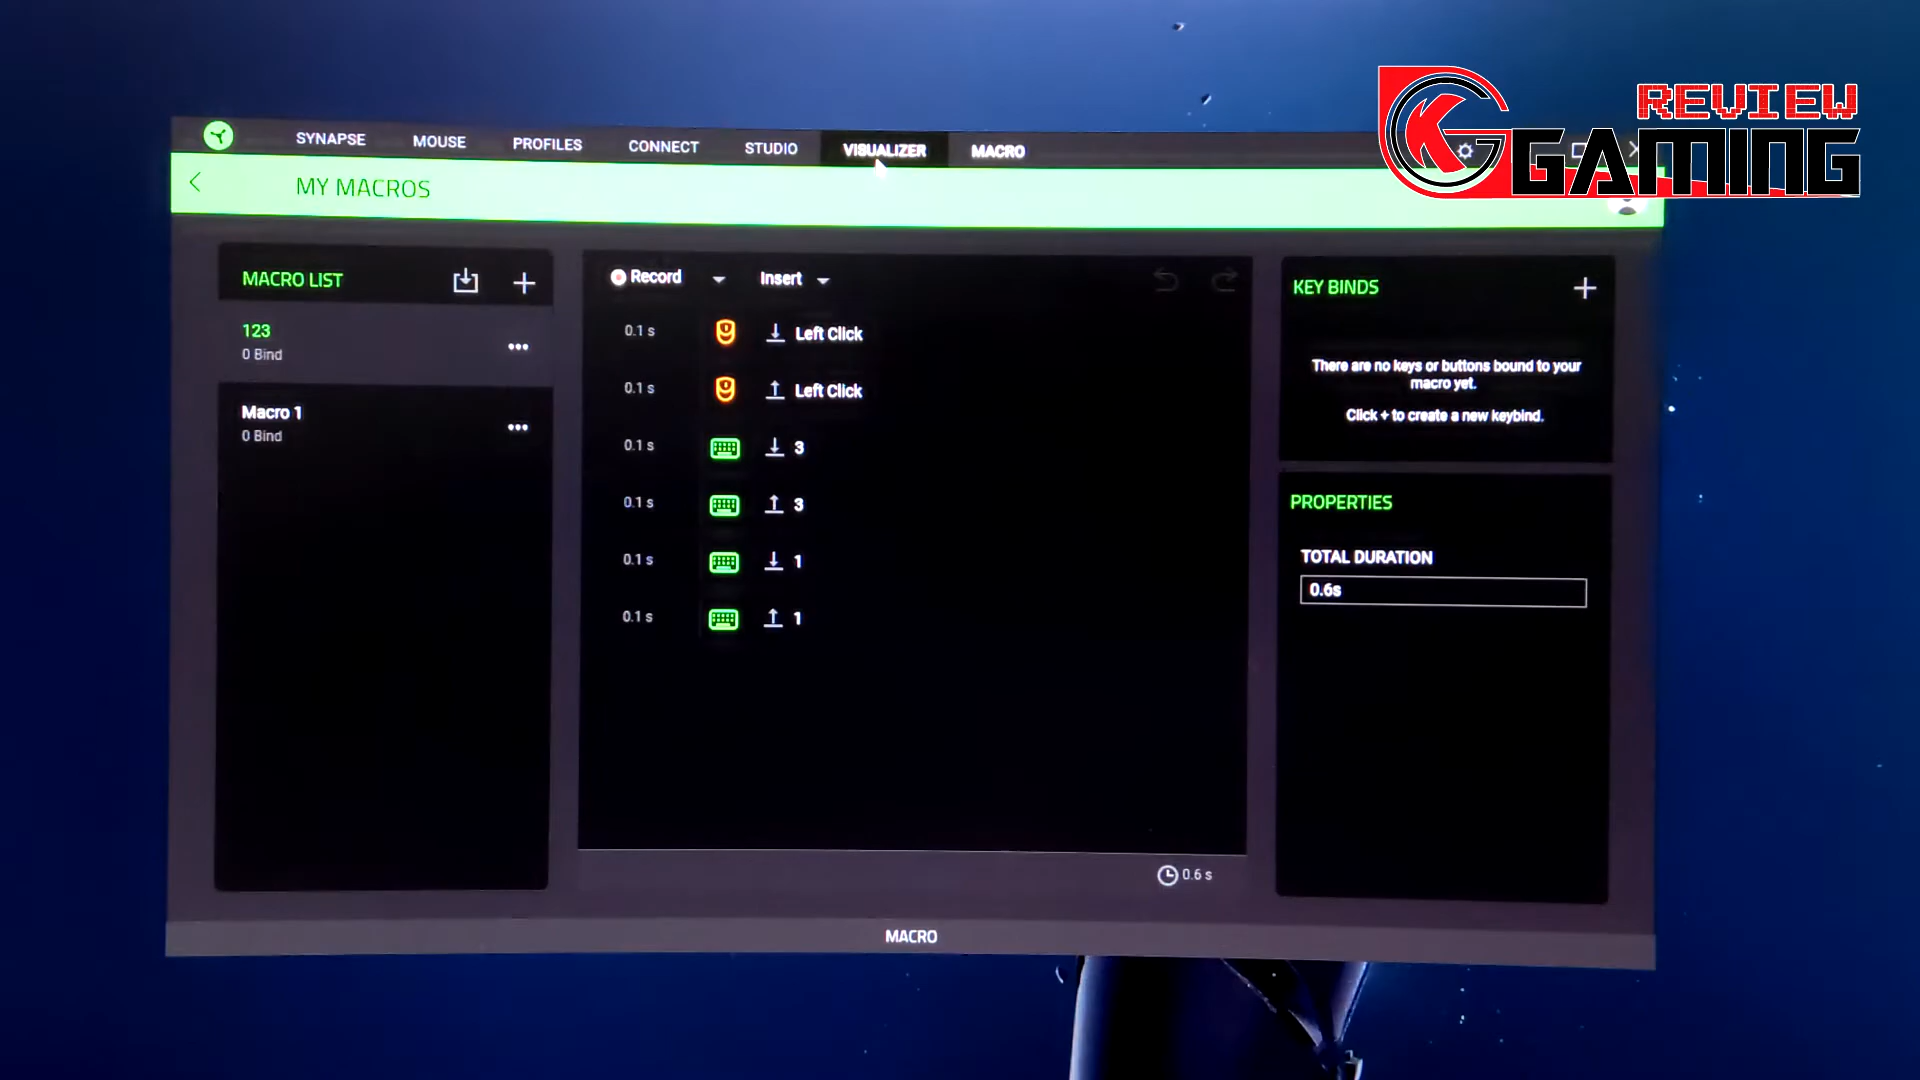 REVIEW
KG GAMING
SYNAPSE MOUSE PROFILES CONNECT STUDIO VISUALIZER MACRO
MY MACROS
MACRO LIST
123
0 Bind
Macro 1
0 Bind
Record Insert
0.1 s Left Click
0.1 s Left Click
0.1 s 3
0.1 s 3
0.1 s 1
0.1 s 1
0.6 s
KEY BINDS
There are no keys or buttons bound to your
macro yet.
Click + to create a new keybind.
PROPERTIES
TOTAL DURATION
0.6s
MACRO